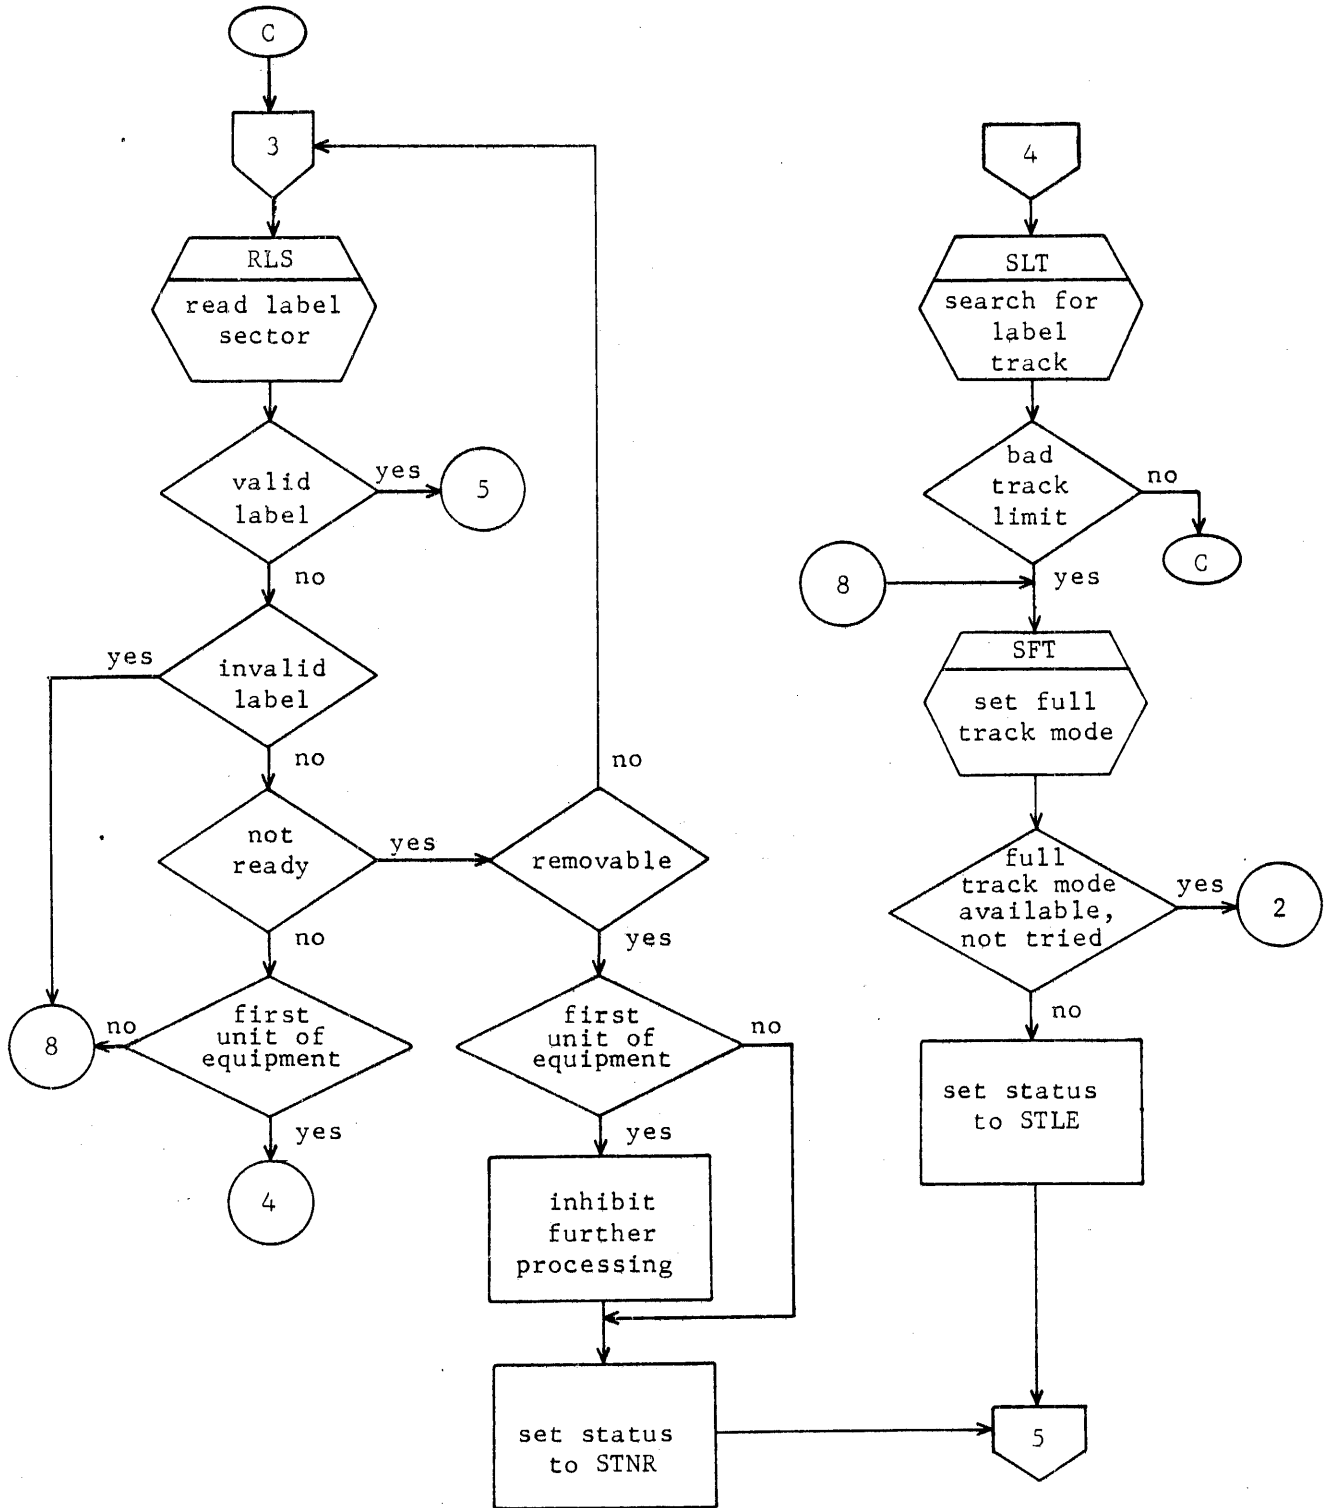 C
3
RLS
read label
sector
valid
label
yes
5
no
invalid
label
yes
no
not
ready
yes
no
first
unit of
equipment
no
8
yes
4
removable
no
yes
first
unit of
equipment
no
yes
inhibit
further
processing
set status
to STNR
4
SLT
search for
label
track
bad
track
limit
no
C
yes
8
SFT
set full
track mode
full
track mode
available,
not tried
yes
2
no
set status
to STLE
5